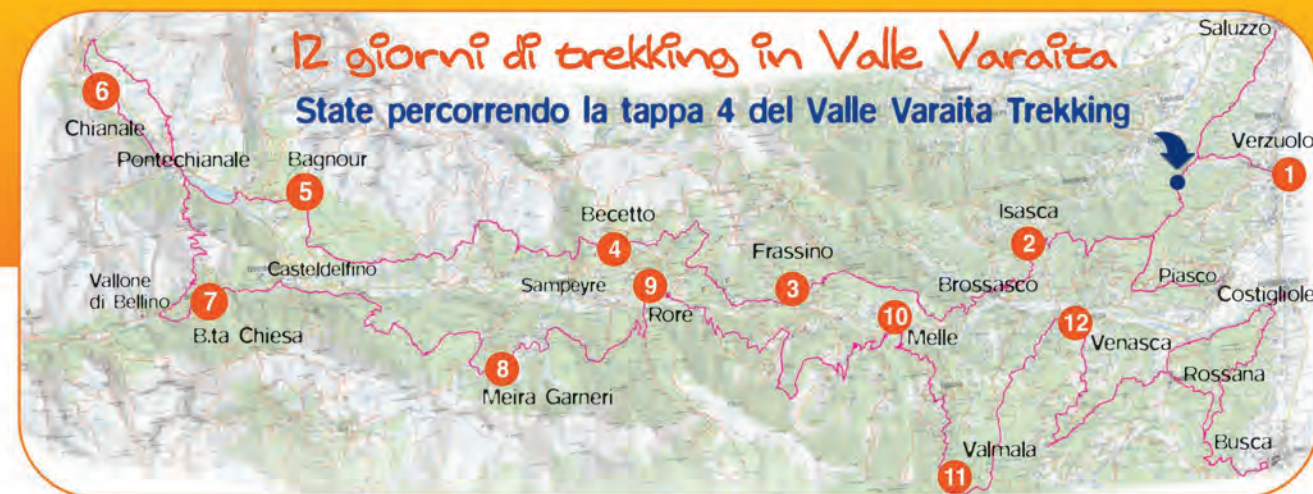 12 giorni di trekking in Valle Varaita
State percorrendo la tappa 4 del Valle Varaita Trekking
Saluzzo
6
Chianale
Verzuolo
1
Pontechianale
Bagnour
5
Isasca
2
Becetto
4
Frassino
3
Vallone
di Bellino
Casteldelfino
Sampeyre
9
Rore
Brossasco
Piasco
Costigliole
7
B.ta Chiesa
10
Melle
12
Venasca
8
Meira Garneri
Rossana
Valmala
11
Busca